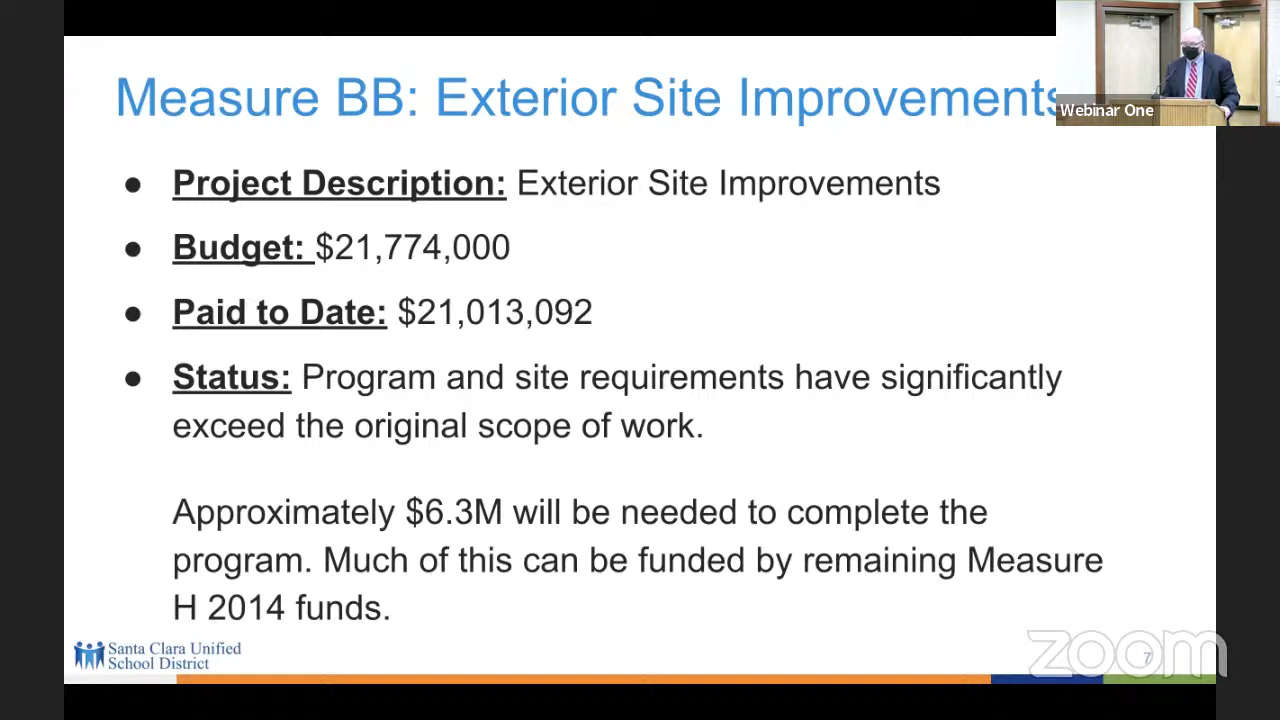 Measure BB: Exterior Site Improvements
Webinar One
● Project Description: Exterior Site Improvements
● Budget: $21,774,000
● Paid to Date: $21,013,092
● Status: Program and site requirements have significantly
exceed the original scope of work.
Approximately $6.3M will be needed to complete the
program. Much of this can be funded by remaining Measure
H 2014 funds.
Santa Clara Unified
School District
7
zoom